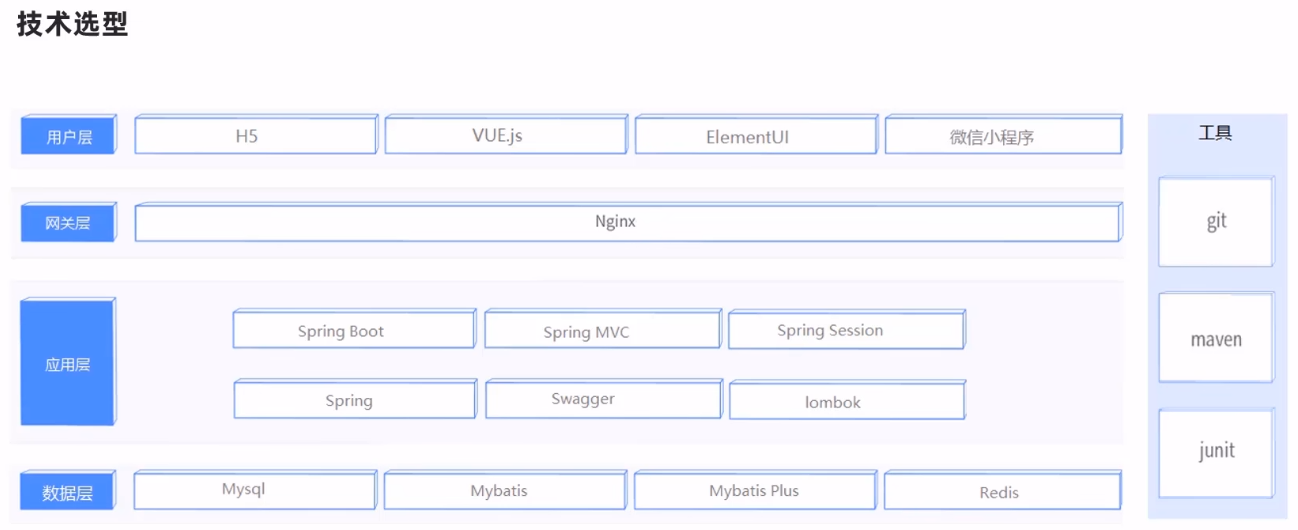 技术选型
用户层
H5
VUE.js
ElementUI
微信小程序
网关层
Nginx
应用层
Spring Boot
Spring MVC
Spring Session
Spring
Swagger
lombok
数据层
Mysql
Mybatis
Mybatis Plus
Redis
工具
git
maven
junit